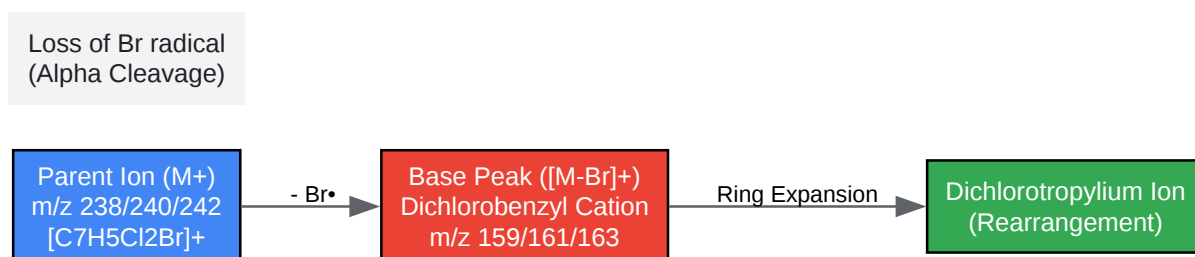 Loss of Br radical
(Alpha Cleavage)
Parent Ion (M+)
m/z 238/240/242
[C7H5Cl2Br]+
- Br•
Base Peak ([M-Br]+)
Dichlorobenzyl Cation
m/z 159/161/163
Ring Expansion
Dichlorotropylium Ion
(Rearrangement)